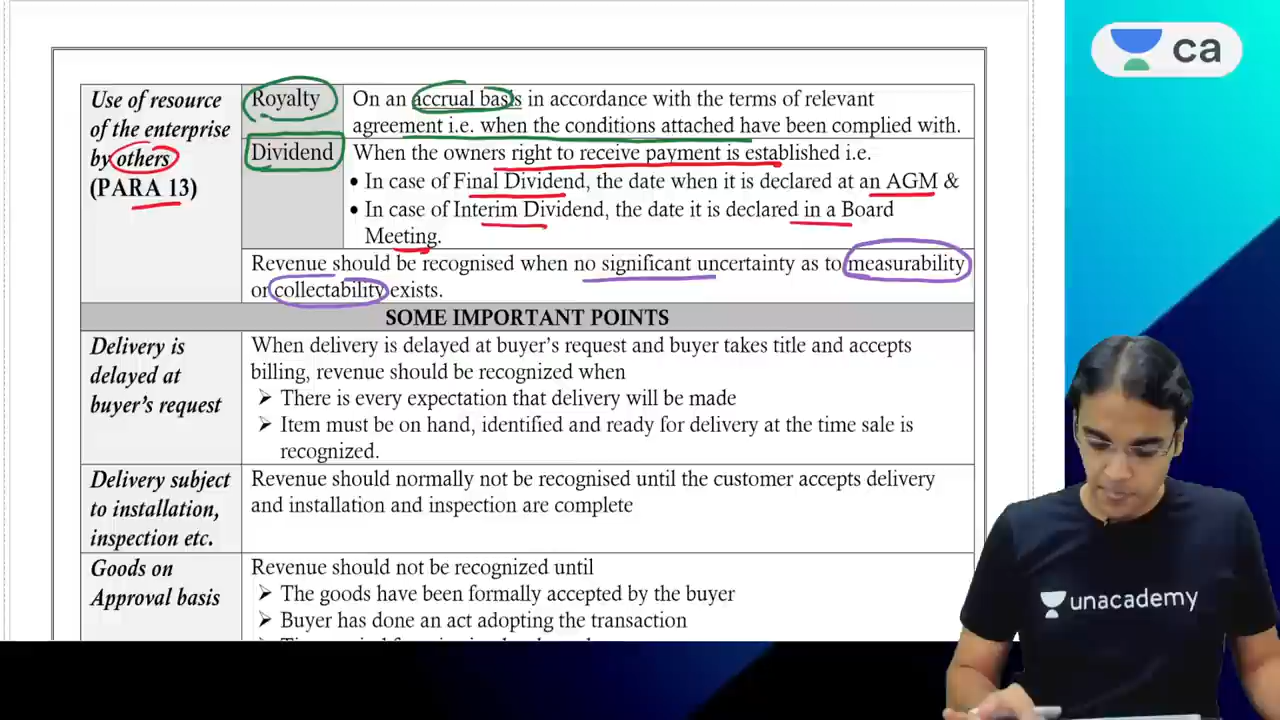 ca
Use of resource
of the enterprise
by others
(PARA 13)
Royalty
On an accrual basis in accordance with the terms of relevant
agreement i.e. when the conditions attached have been complied with.
Dividend
When the owners right to receive payment is established i.e.
• In case of Final Dividend, the date when it is declared at an AGM &
• In case of Interim Dividend, the date it is declared in a Board
Meeting.
Revenue should be recognised when no significant uncertainty as to measurability
or collectability exists.
SOME IMPORTANT POINTS
Delivery is
delayed at
buyer's request
When delivery is delayed at buyer's request and buyer takes title and accepts
billing, revenue should be recognized when
➢ There is every expectation that delivery will be made
➢ Item must be on hand, identified and ready for delivery at the time sale is
recognized.
Delivery subject
to installation,
inspection etc.
Revenue should normally not be recognised until the customer accepts delivery
and installation and inspection are complete
Goods on
Approval basis
Revenue should not be recognized until
➢ The goods have been formally accepted by the buyer
➢ Buyer has done an act adopting the transaction
unacademy